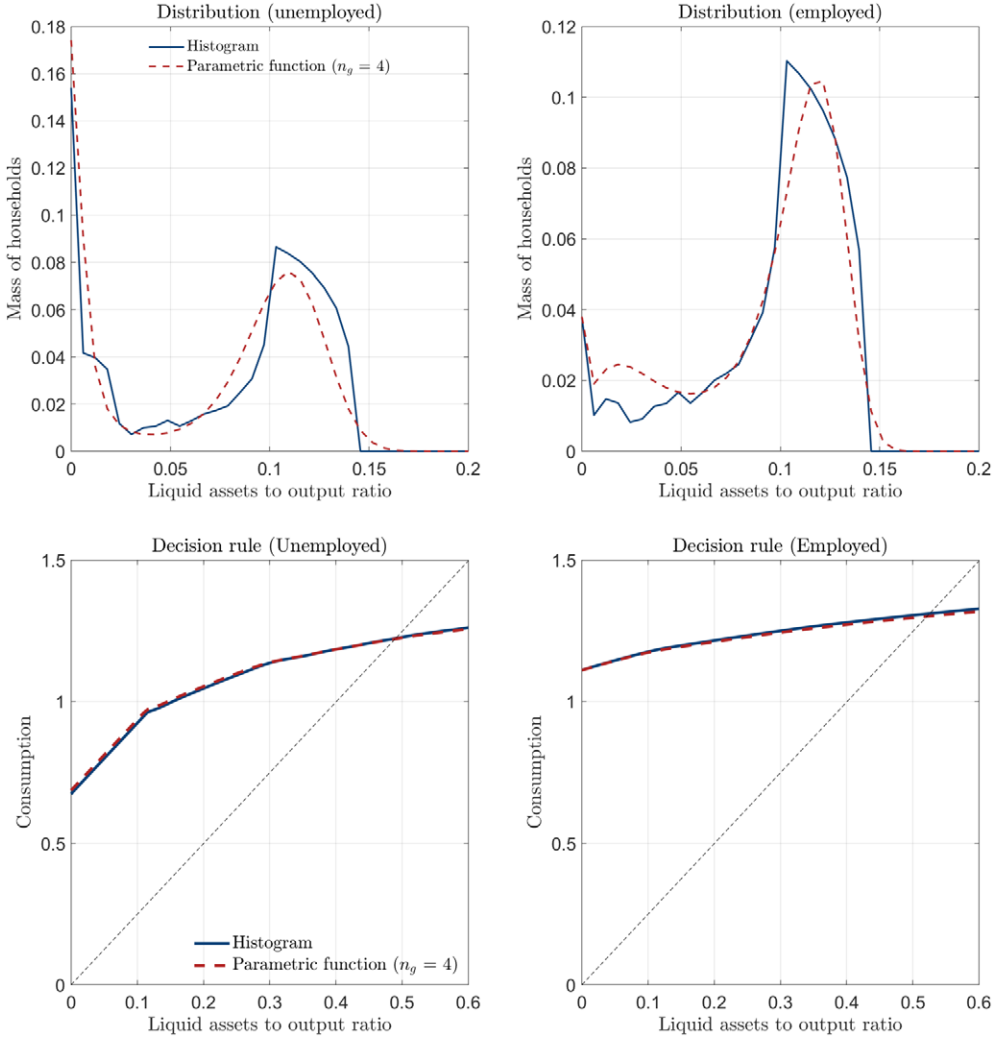 Distribution (unemployed)
Mass of households
0.18
0.16
0.14
0.12
0.1
0.08
0.06
0.04
0.02
0
Histogram
Parametric function (n_g = 4)
0 0.05 0.1 0.15 0.2
Liquid assets to output ratio
Distribution (employed)
Mass of households
0.12
0.1
0.08
0.06
0.04
0.02
0
0 0.05 0.1 0.15 0.2
Liquid assets to output ratio
Decision rule (Unemployed)
Consumption
1.5
1
0.5
0
Histogram
Parametric function (n_g = 4)
0 0.1 0.2 0.3 0.4 0.5 0.6
Liquid assets to output ratio
Decision rule (Employed)
Consumption
1.5
1
0.5
0
0 0.1 0.2 0.3 0.4 0.5 0.6
Liquid assets to output ratio